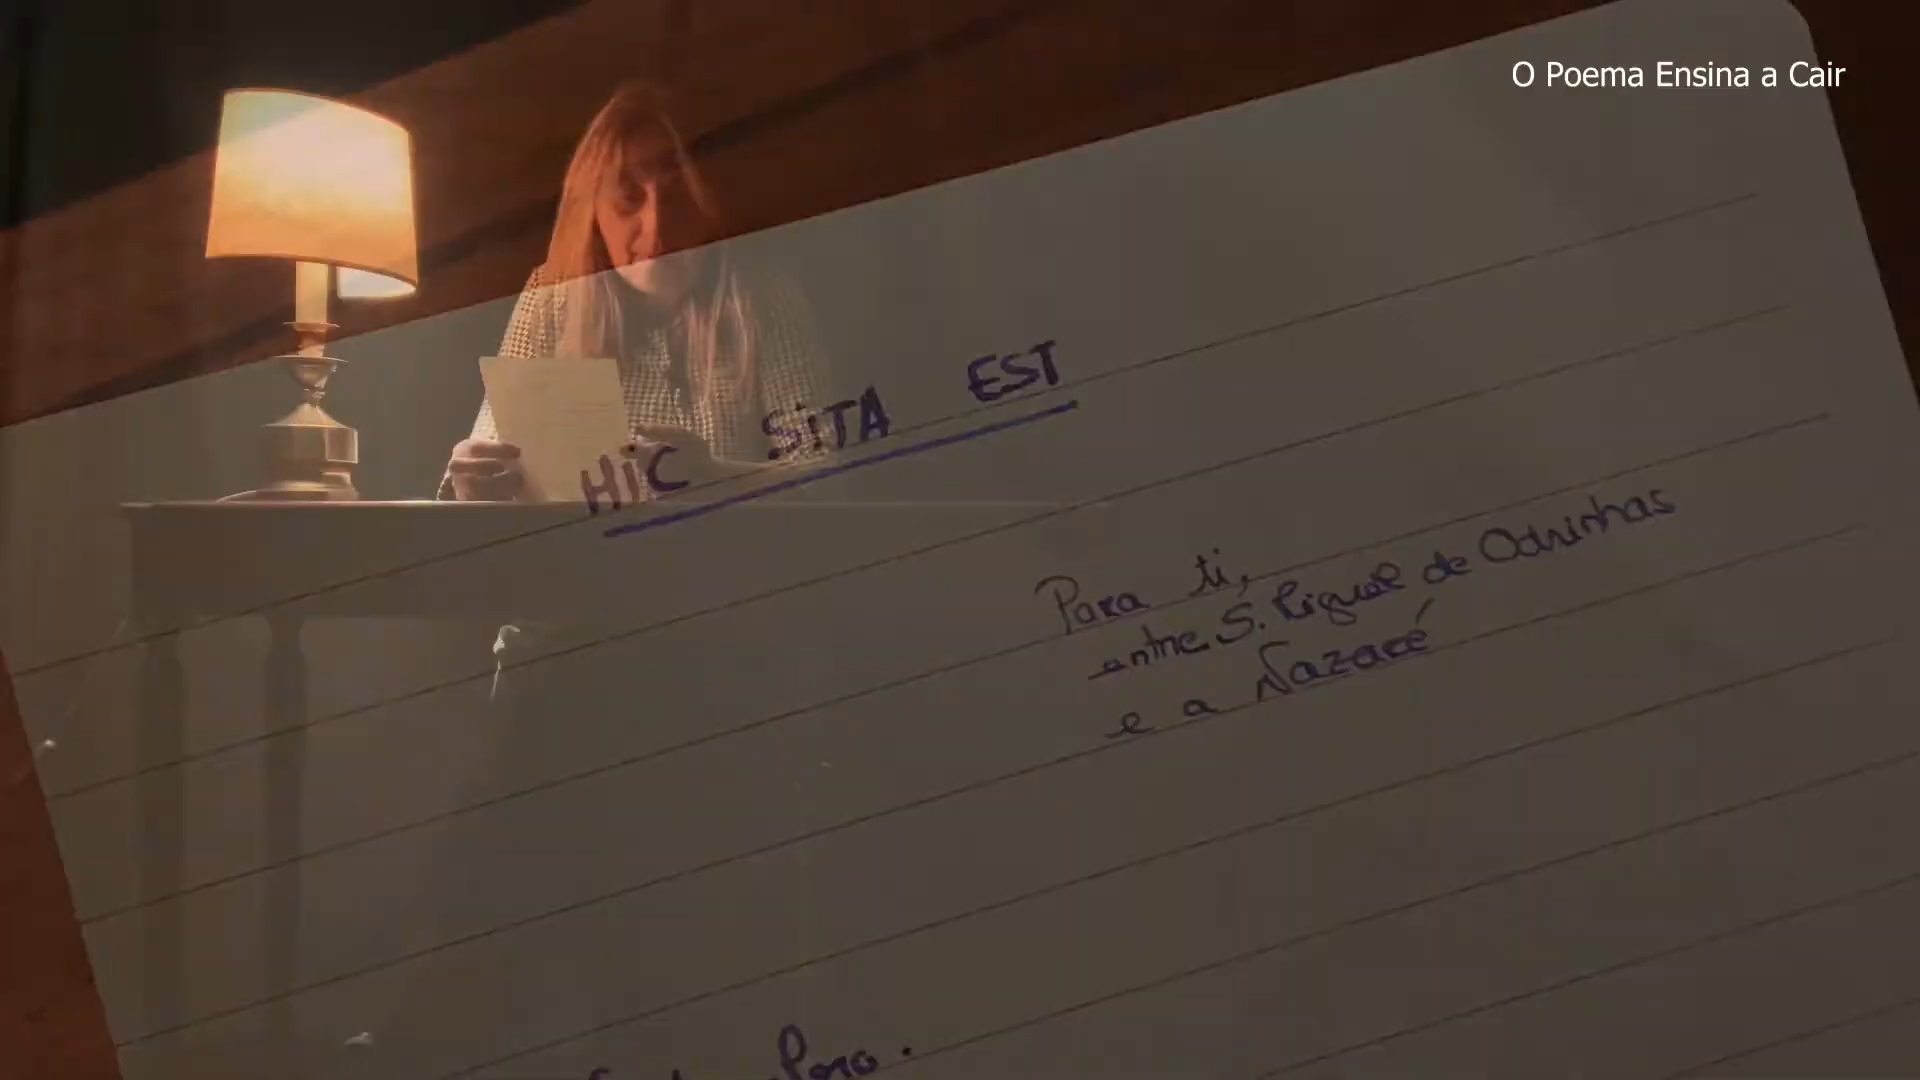 O Poema Ensina a Cair
HiC SiTA EST
Para ti,
entre S. Miguel de Odrinhas
e a Nazaré